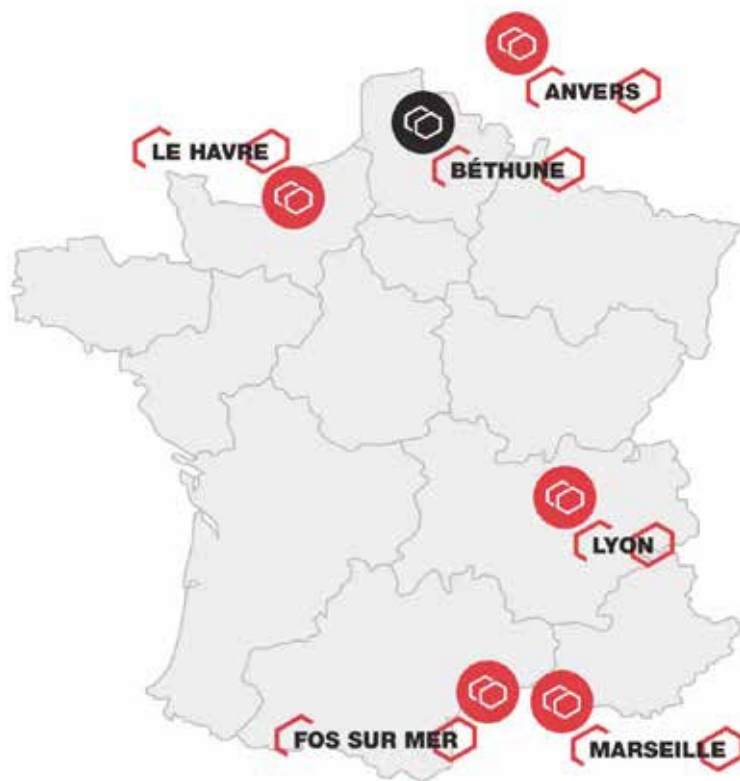 ANVERS
LE HAVRE
BÉTHUNE
LYON
FOS SUR MER
MARSEILLE